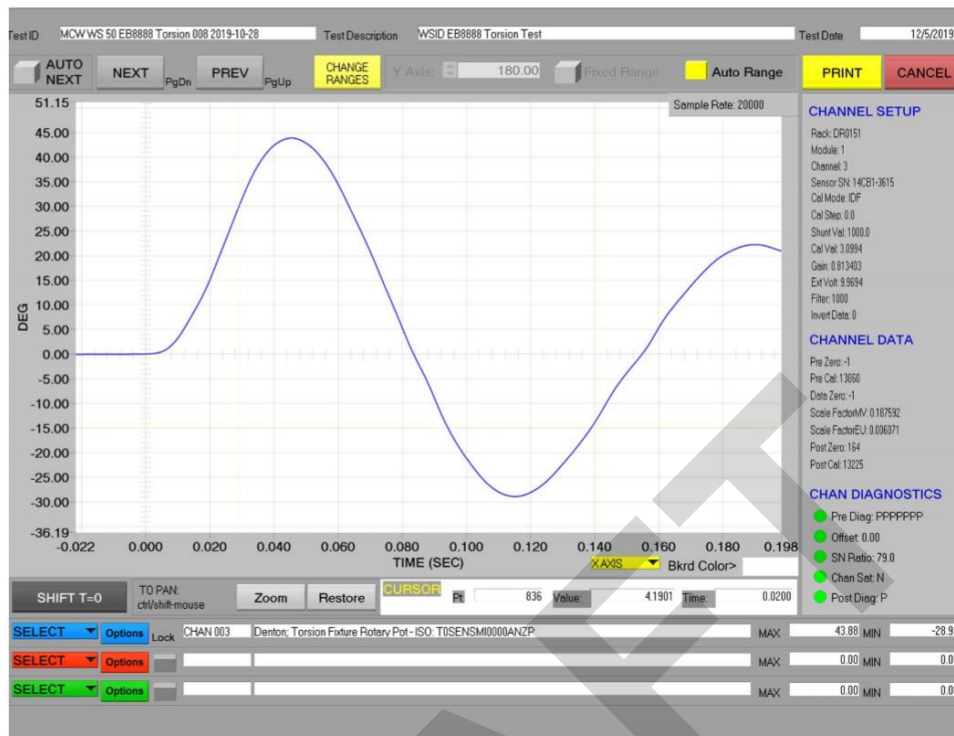 Test ID MCW WS 50 EB8888 Torsion 008 2019-10-28 Test Description WSID EB8888 Torsion Test Test Date 12/5/2019
AUTO NEXT NEXT PgDn PREV PgUp CHANGE RANGES Y Axis: 180.00 Fixed Range Auto Range PRINT CANCEL
Sample Rate: 20000
51.15
45.00
40.00
35.00
30.00
25.00
20.00
15.00
10.00
5.00
0.00
-5.00
-10.00
-15.00
-20.00
-25.00
-30.00
-36.19
DEG
-0.022 0.000 0.020 0.040 0.060 0.080 0.100 0.120 0.140 0.160 0.180 0.198
TIME (SEC)
X AXIS Bkrd Color>
CHANNEL SETUP
Rack: DR0151
Module: 1
Channel: 3
Sensor SN: 14CB1-3615
Cal Mode: IDF
Cal Step: 0.0
Shunt Val: 1000.0
Cal Val: 3.0994
Gain: 0.813403
Ext Volt: 9.9694
Filter: 1000
Invert Data: 0
CHANNEL DATA
Pre Zero: -1
Pre Cal: 13060
Data Zero: -1
Scale FactorMV: 0.187592
Scale FactorEU: 0.006071
Post Zero: 164
Post Cal: 13225
CHAN DIAGNOSTICS
Pre Diag: PPPPPPP
Offset: 0.00
SN Ratio: 79.0
Chan Sat: N
Post Diag: P
SHIFT T=0 TO PAN: ctrl/shift-mouse Zoom Restore CURSOR Pt 836 Value: 4.1901 Time: 0.0200
SELECT Options Lock CHAN 003 Denton; Torsion Fixture Rotary Pot - ISO: T0SENSMI0000ANZP MAX 43.88 MIN -28.9
SELECT Options MAX 0.00 MIN 0.0
SELECT Options MAX 0.00 MIN 0.0